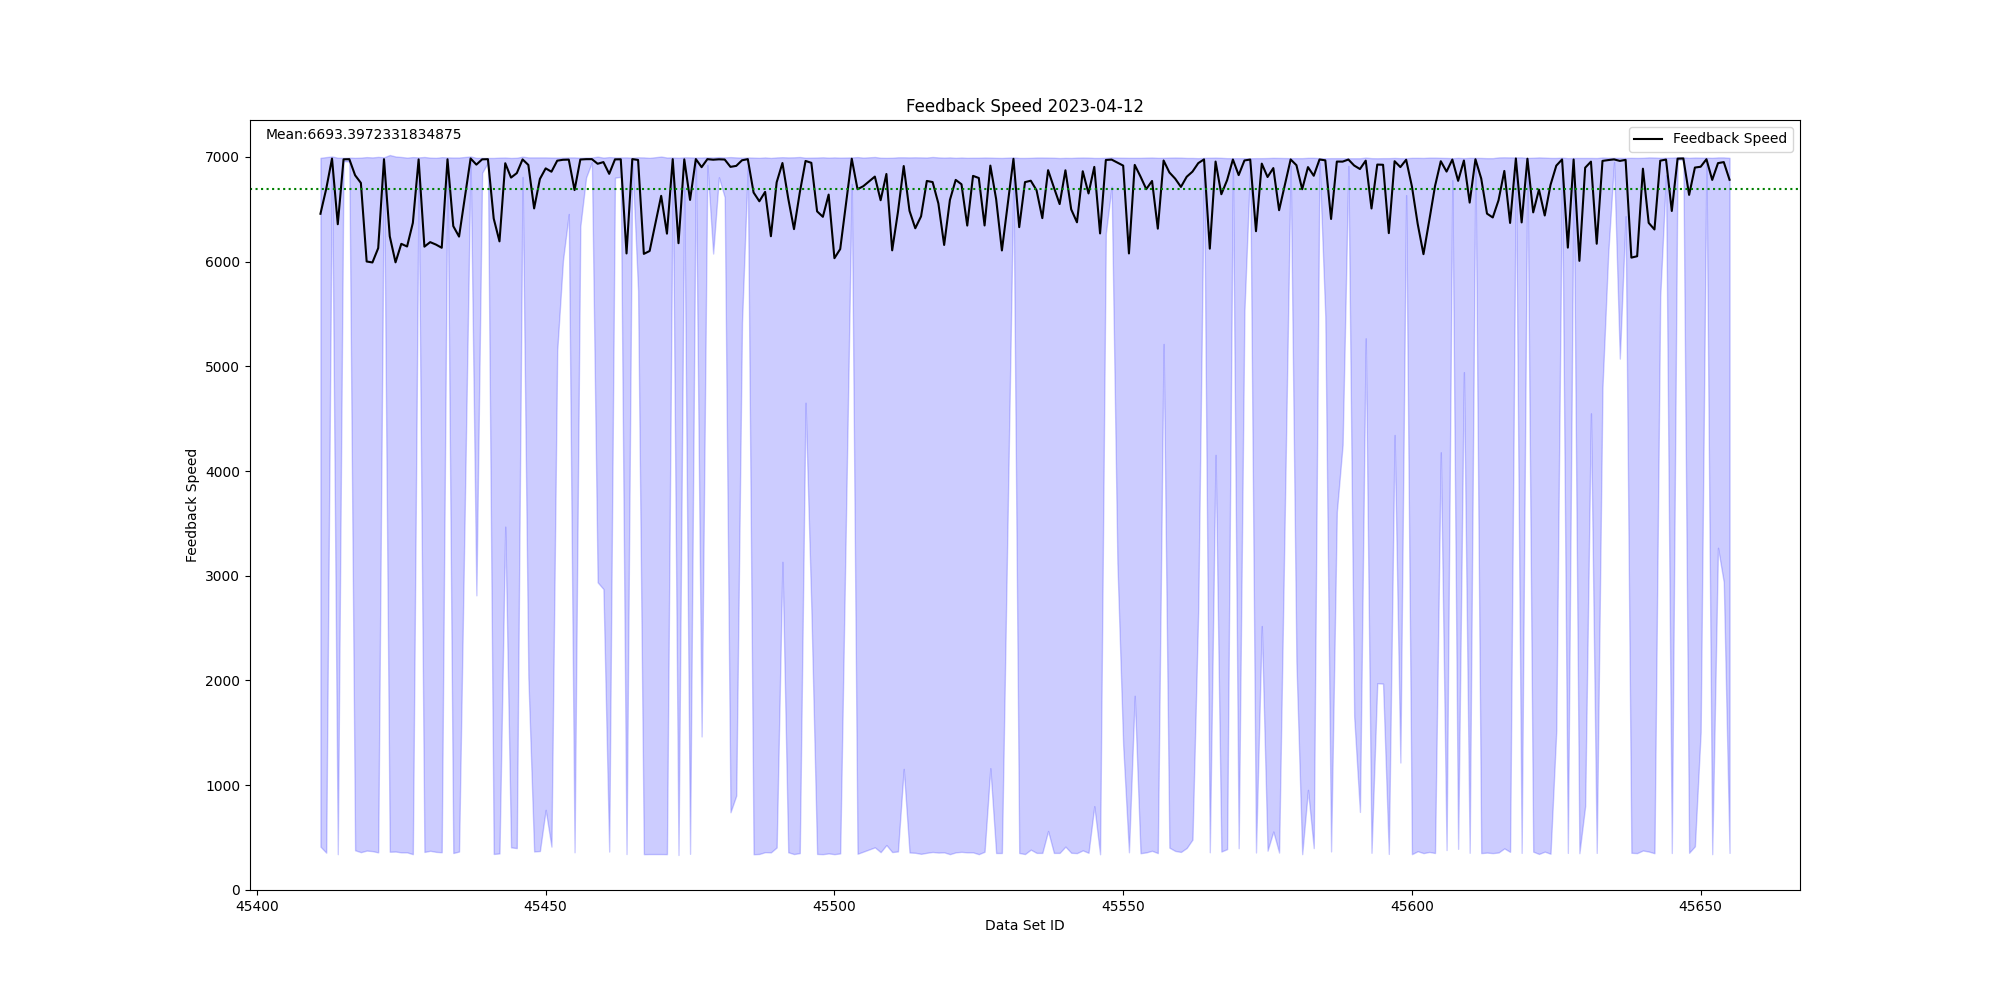 Feedback Speed 2023-04-12
Mean:6693.3972331834875
Feedback Speed
7000
6000
5000
4000
3000
2000
1000
0
Feedback Speed
45400
45450
45500
45550
45600
45650
Data Set ID